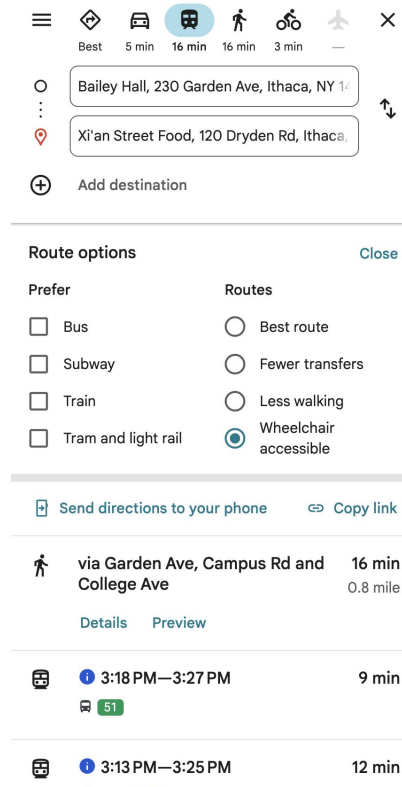 Best
5 min
16 min
16 min
3 min
—
Bailey Hall, 230 Garden Ave, Ithaca, NY 14
Xi'an Street Food, 120 Dryden Rd, Ithaca,
Add destination
Route options
Close
Prefer
Routes
Bus
Best route
Subway
Fewer transfers
Train
Less walking
Tram and light rail
Wheelchair
accessible
Send directions to your phone
Copy link
via Garden Ave, Campus Rd and
College Ave
16 min
0.8 mile
Details
Preview
3:18 PM—3:27 PM
9 min
51
3:13 PM—3:25 PM
12 min